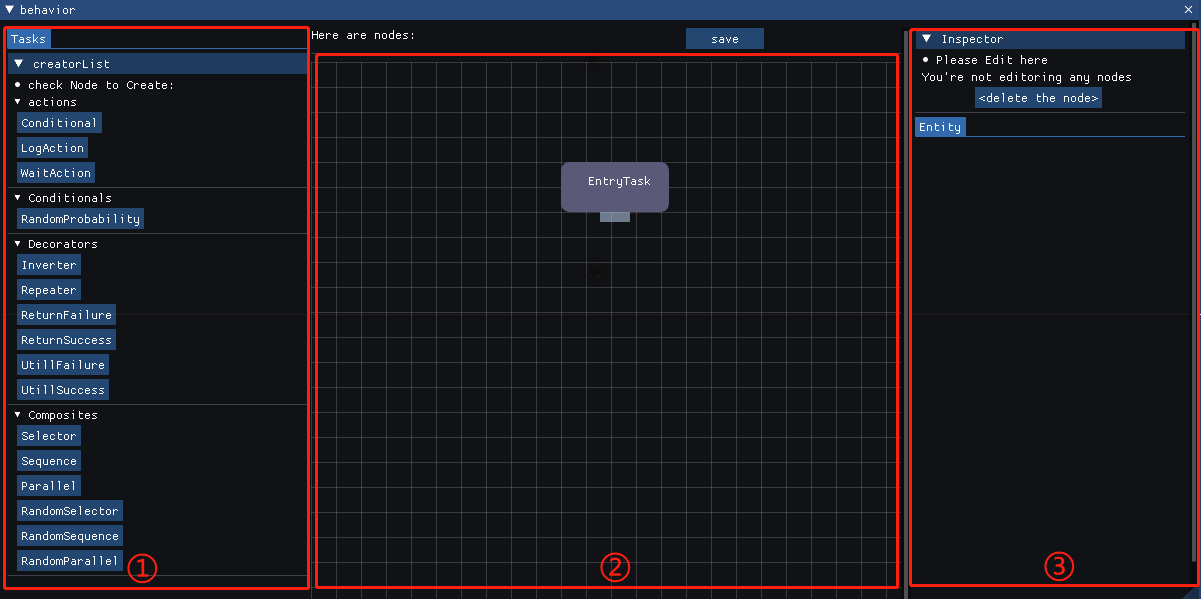 behavior
Tasks
creatorList
check Node to Create:
actions
Conditional
LogAction
WaitAction
Conditionals
RandomProbability
Decorators
Inverter
Repeater
ReturnFailure
ReturnSuccess
UtillFailure
UtillSuccess
Composites
Selector
Sequence
Parallel
RandomSelector
RandomSequence
RandomParallel
①
Here are nodes:
save
EntryTask
②
Inspector
Please Edit here
You're not editoring any nodes
<delete the node>
Entity
③